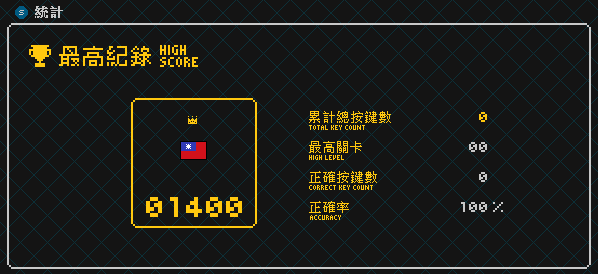 S 統計
最高紀錄 HIGH SCORE
01400
累計總按鍵數 0
TOTAL KEY COUNT
最高關卡 00
HIGH LEVEL
正確按鍵數 0
CORRECT KEY COUNT
正確率 100 %
ACCURACY